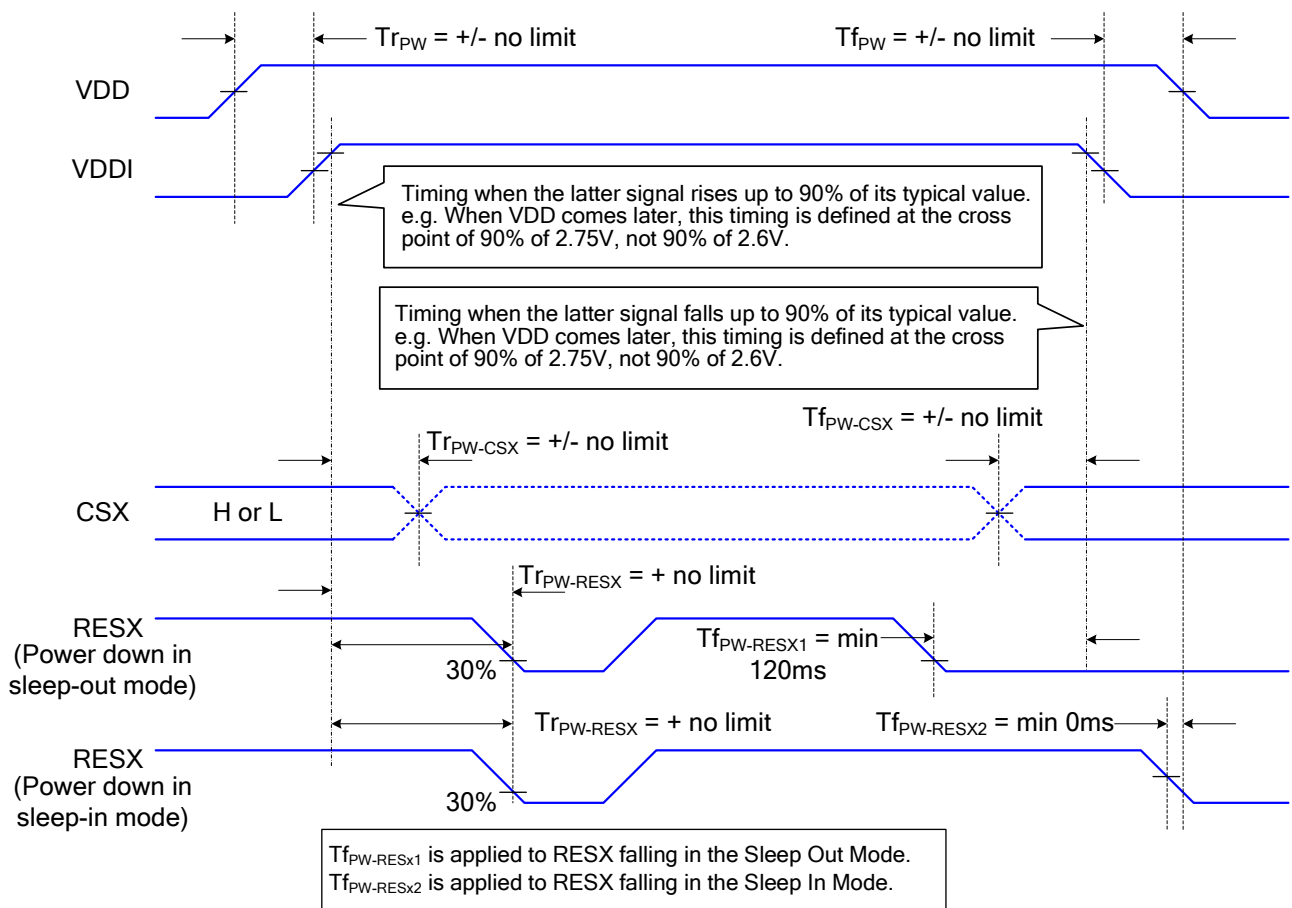 TrPW = +/- no limit
TfPW = +/- no limit
VDD
VDDI
Timing when the latter signal rises up to 90% of its typical value.
e.g. When VDD comes later, this timing is defined at the cross
point of 90% of 2.75V, not 90% of 2.6V.
Timing when the latter signal falls up to 90% of its typical value.
e.g. When VDD comes later, this timing is defined at the cross
point of 90% of 2.75V, not 90% of 2.6V.
TfPW-CSX = +/- no limit
TrPW-CSX = +/- no limit
CSX
H or L
TrPW-RESX = + no limit
RESX
(Power down in
sleep-out mode)
30%
TfPW-RESX1 = min
120ms
TrPW-RESX = + no limit
TfPW-RESX2 = min 0ms
RESX
(Power down in
sleep-in mode)
30%
TfPW-RESx1 is applied to RESX falling in the Sleep Out Mode.
TfPW-RESx2 is applied to RESX falling in the Sleep In Mode.